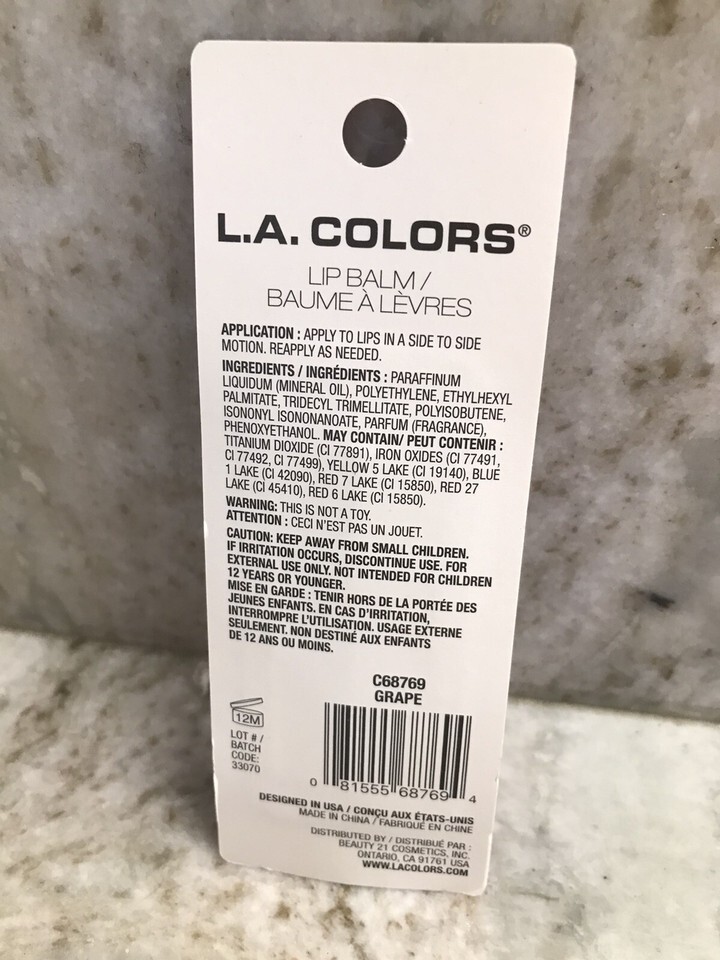 L.A. COLORS®
LIP BALM /
BAUME À LÈVRES
APPLICATION : APPLY TO LIPS IN A SIDE TO SIDE
MOTION. REAPPLY AS NEEDED.
INGREDIENTS / INGRÉDIENTS : PARAFFINUM
LIQUIDUM (MINERAL OIL), POLYETHYLENE, ETHYLHEXYL
PALMITATE, TRIDECYL TRIMELLITATE, POLYISOBUTENE,
ISONONYL ISONONANOATE, PARFUM (FRAGRANCE),
PHENOXYETHANOL. MAY CONTAIN/ PEUT CONTENIR :
TITANIUM DIOXIDE (CI 77891), IRON OXIDES (CI 77491,
CI 77492, CI 77499), YELLOW 5 LAKE (CI 19140), BLUE
1 LAKE (CI 42090), RED 7 LAKE (CI 15850), RED 27
LAKE (CI 45410), RED 6 LAKE (CI 15850).
WARNING: THIS IS NOT A TOY.
ATTENTION : CECI N'EST PAS UN JOUET.
CAUTION: KEEP AWAY FROM SMALL CHILDREN.
IF IRRITATION OCCURS, DISCONTINUE USE. FOR
EXTERNAL USE ONLY. NOT INTENDED FOR CHILDREN
12 YEARS OR YOUNGER.
MISE EN GARDE : TENIR HORS DE LA PORTÉE DES
JEUNES ENFANTS. EN CAS D'IRRITATION,
INTERROMPRE L'UTILISATION. USAGE EXTERNE
SEULEMENT. NON DESTINÉ AUX ENFANTS
DE 12 ANS OU MOINS.
C68769
GRAPE
12M
LOT # /
BATCH
CODE:
33070
0 81555 68769 4
DESIGNED IN USA / CONÇU AUX ÉTATS-UNIS
MADE IN CHINA / FABRIQUÉ EN CHINE
DISTRIBUTED BY / DISTRIBUÉ PAR :
BEAUTY 21 COSMETICS, INC.
ONTARIO, CA 91761 USA
WWW.LACOLORS.COM